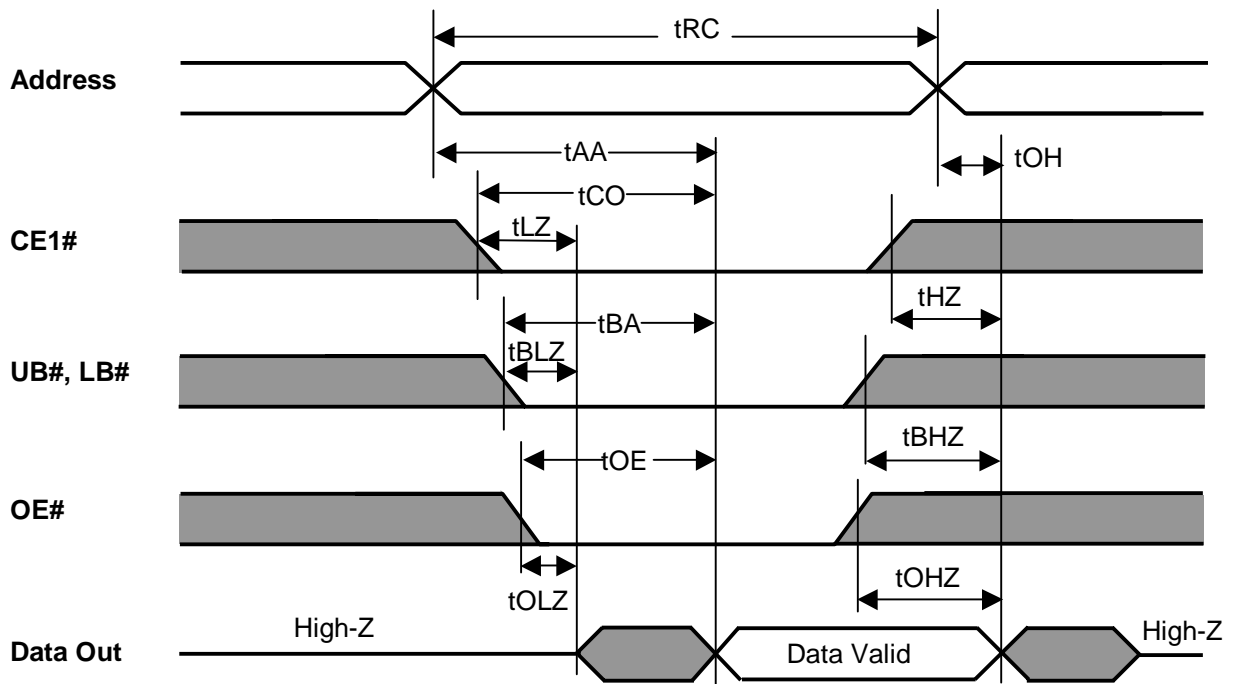 tRC
Address
tAA
tOH
tCO
CE1#
tLZ
tHZ
tBA
UB#, LB#
tBLZ
tBHZ
tOE
OE#
tOHZ
tOLZ
High-Z
High-Z
Data Out
Data Valid